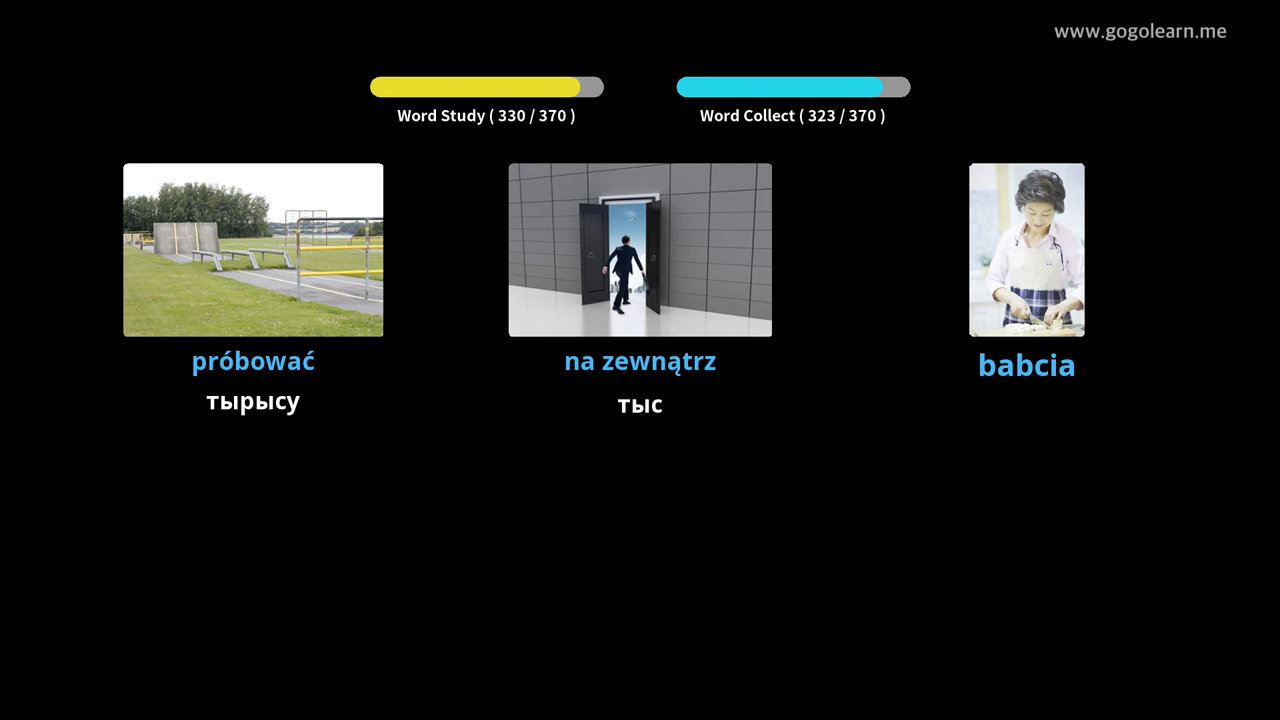 www.gogolearn.me
Word Study ( 330 / 370 )
Word Collect ( 323 / 370 )
próbować
na zewnątrz
babcia
тырысу
тыс